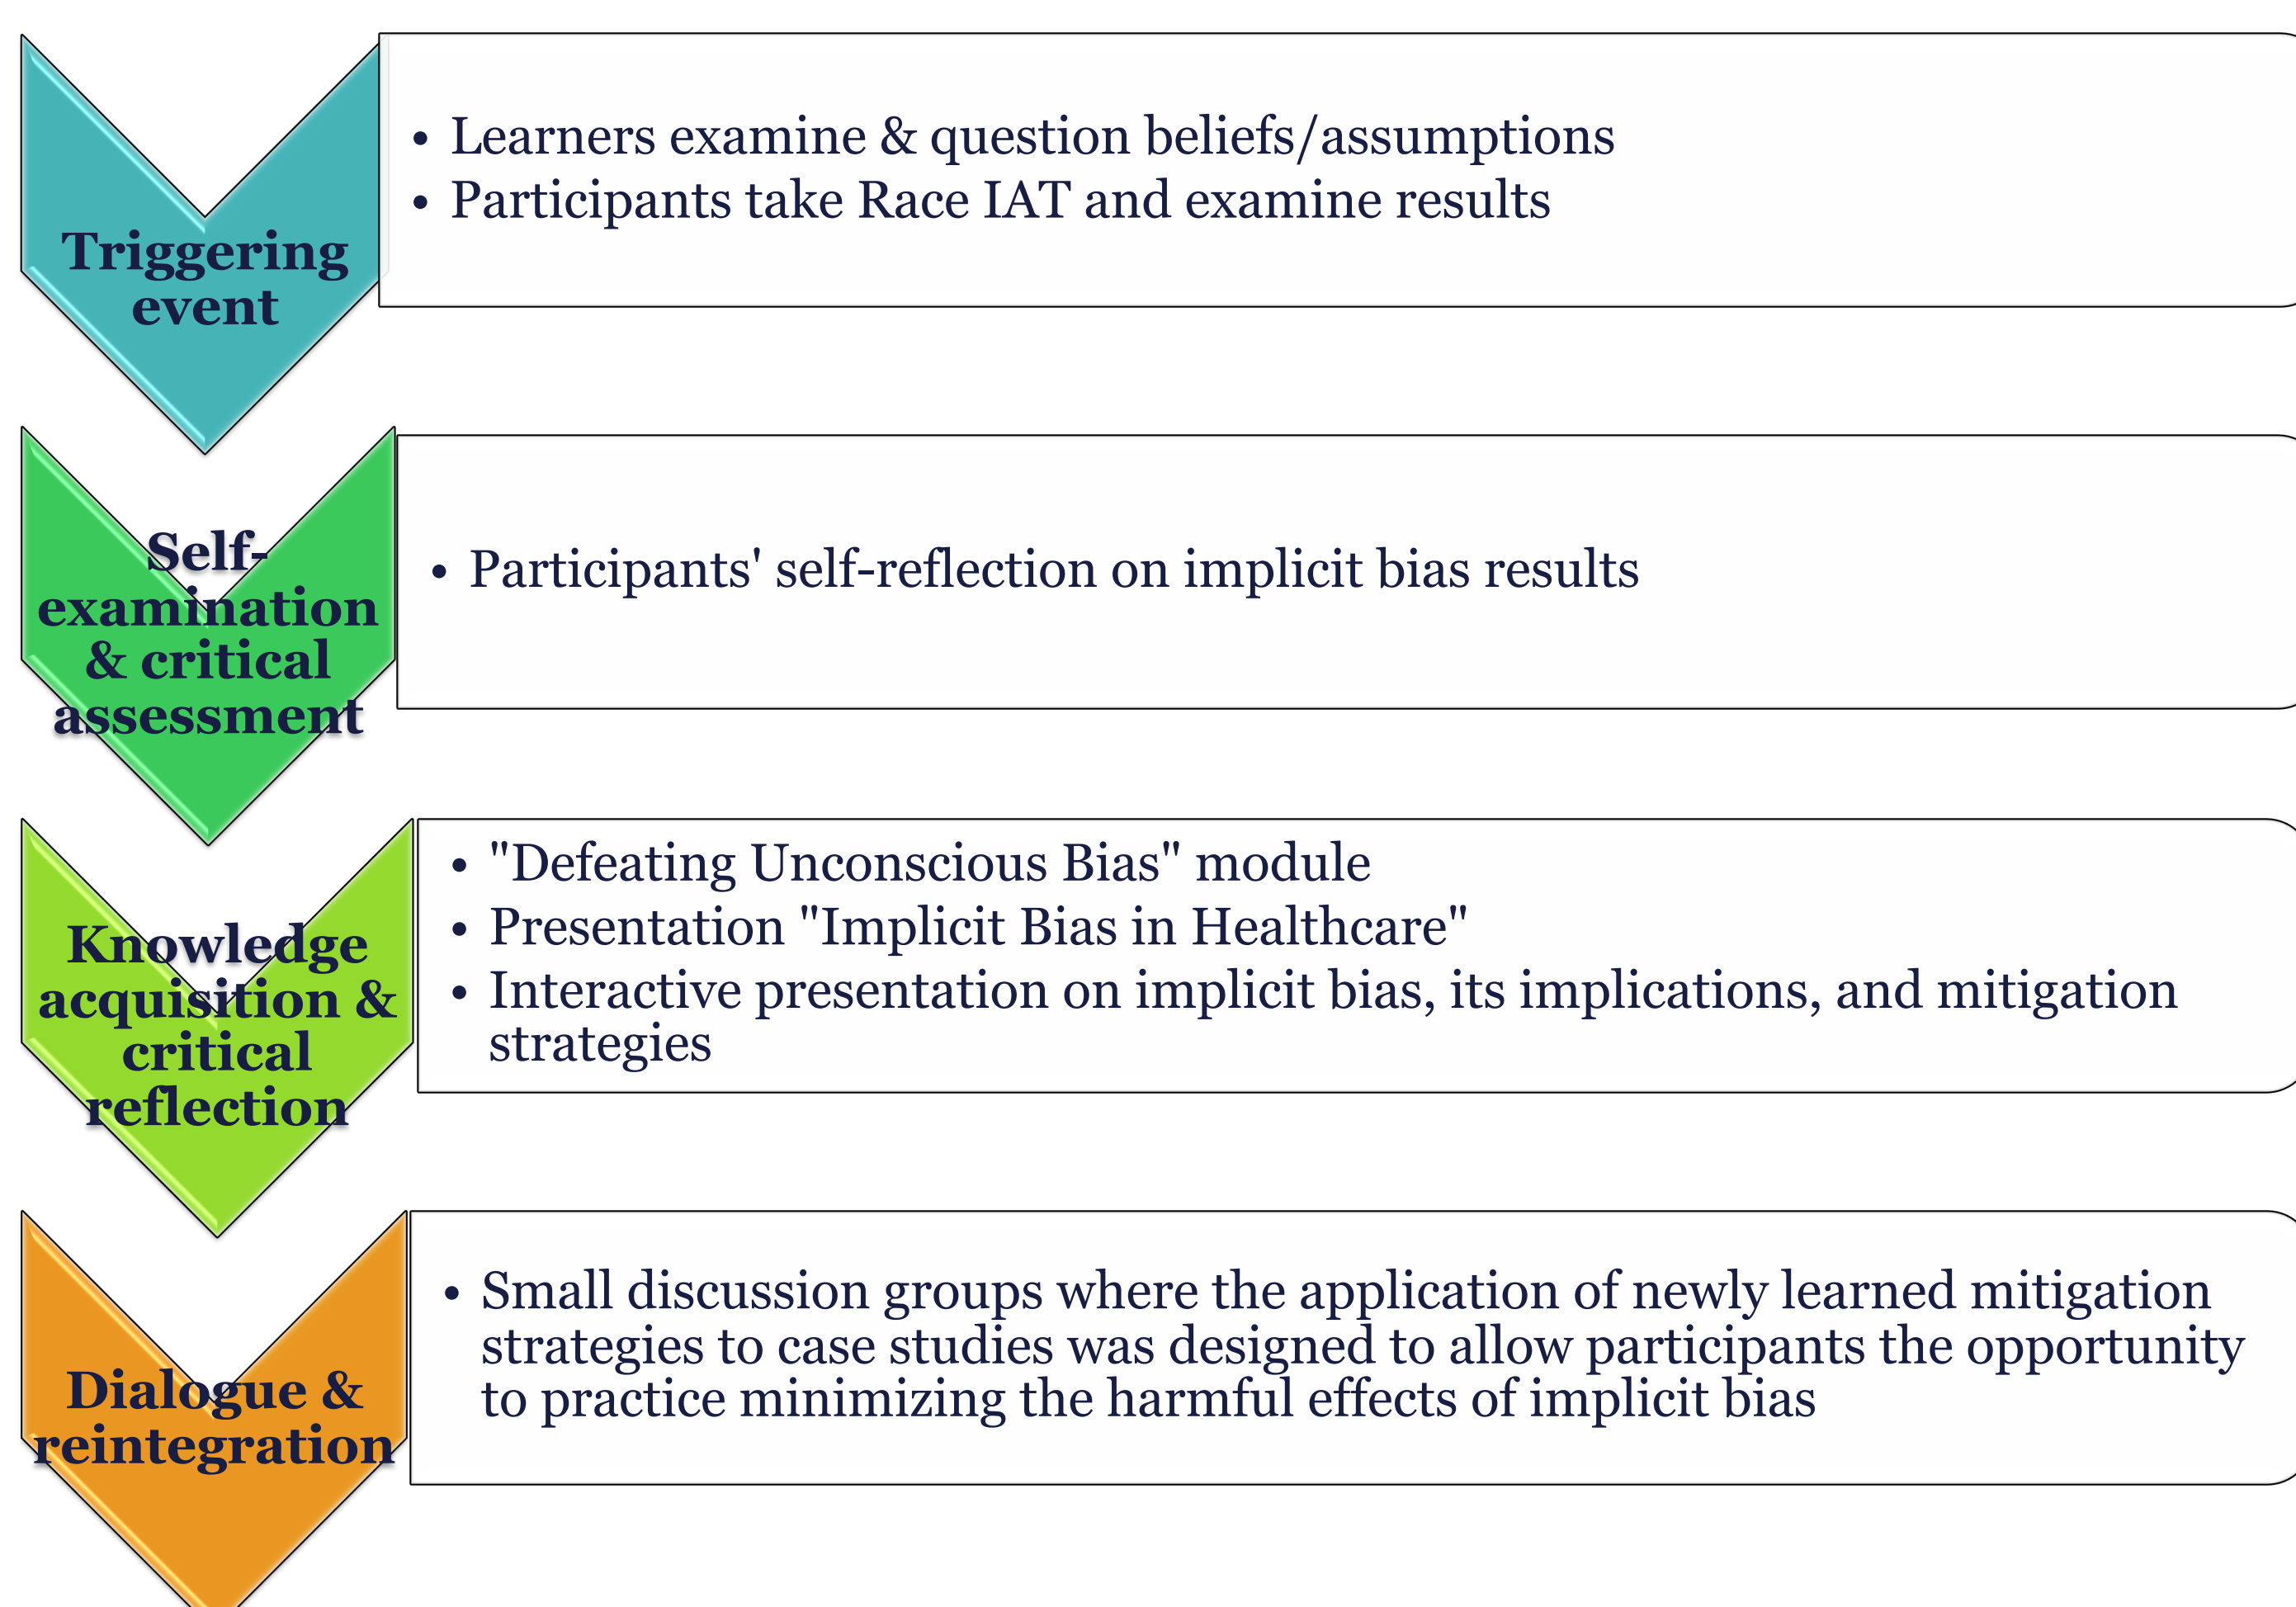 Triggering
event
• Learners examine & question beliefs/assumptions
• Participants take Race IAT and examine results
Self-
examination
& critical
assessment
• Participants' self-reflection on implicit bias results
Knowledge
acquisition &
critical
reflection
• "Defeating Unconscious Bias" module
• Presentation "Implicit Bias in Healthcare"
• Interactive presentation on implicit bias, its implications, and mitigation
strategies
Dialogue &
reintegration
• Small discussion groups where the application of newly learned mitigation
strategies to case studies was designed to allow participants the opportunity
to practice minimizing the harmful effects of implicit bias